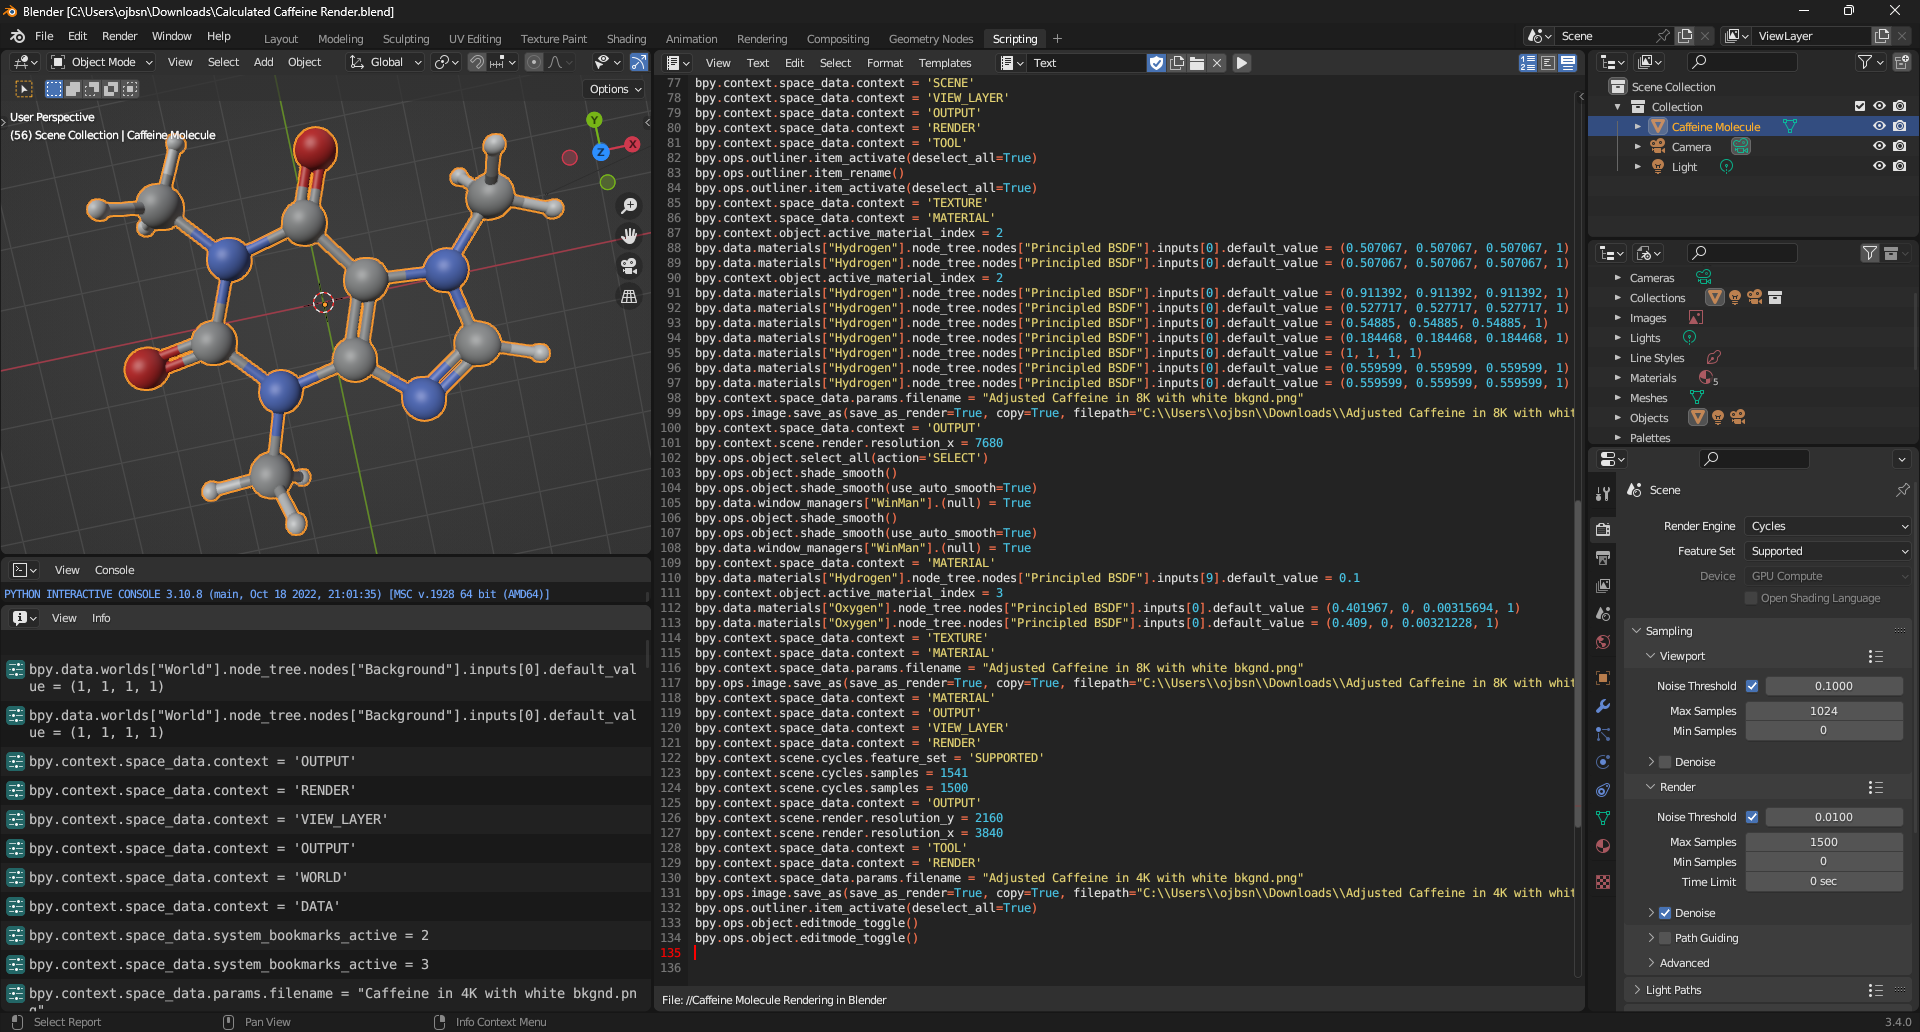 Blender [C:\Users\ojbsn\Downloads\Calculated Caffeine Render.blend]
File Edit Render Window Help Layout Modeling Sculpting UV Editing Texture Paint Shading Animation Rendering Compositing Geometry Nodes Scripting + Scene ViewLayer
Object Mode View Select Add Object Global
Options
User Perspective
(56) Scene Collection | Caffeine Molecule
Y
X
Z
View Console
PYTHON INTERACTIVE CONSOLE 3.10.8 (main, Oct 18 2022, 21:01:35) [MSC v.1928 64 bit (AMD64)]
View Info
bpy.data.worlds["World"].node_tree.nodes["Background"].inputs[0].default_val
ue = (1, 1, 1, 1)
bpy.data.worlds["World"].node_tree.nodes["Background"].inputs[0].default_val
ue = (1, 1, 1, 1)
bpy.context.space_data.context = 'OUTPUT'
bpy.context.space_data.context = 'RENDER'
bpy.context.space_data.context = 'VIEW_LAYER'
bpy.context.space_data.context = 'OUTPUT'
bpy.context.space_data.context = 'WORLD'
bpy.context.space_data.context = 'DATA'
bpy.context.space_data.system_bookmarks_active = 2
bpy.context.space_data.system_bookmarks_active = 3
bpy.context.space_data.params.filename = "Caffeine in 4K with white bkgnd.pn
g"
View Text Edit Select Format Templates Text
77 bpy.context.space_data.context = 'SCENE'
78 bpy.context.space_data.context = 'VIEW_LAYER'
79 bpy.context.space_data.context = 'OUTPUT'
80 bpy.context.space_data.context = 'RENDER'
81 bpy.context.space_data.context = 'TOOL'
82 bpy.ops.outliner.item_activate(deselect_all=True)
83 bpy.ops.outliner.item_rename()
84 bpy.ops.outliner.item_activate(deselect_all=True)
85 bpy.context.space_data.context = 'TEXTURE'
86 bpy.context.space_data.context = 'MATERIAL'
87 bpy.context.object.active_material_index = 2
88 bpy.data.materials["Hydrogen"].node_tree.nodes["Principled BSDF"].inputs[0].default_value = (0.507067, 0.507067, 0.507067, 1)
89 bpy.data.materials["Hydrogen"].node_tree.nodes["Principled BSDF"].inputs[0].default_value = (0.507067, 0.507067, 0.507067, 1)
90 bpy.context.object.active_material_index = 2
91 bpy.data.materials["Hydrogen"].node_tree.nodes["Principled BSDF"].inputs[0].default_value = (0.911392, 0.911392, 0.911392, 1)
92 bpy.data.materials["Hydrogen"].node_tree.nodes["Principled BSDF"].inputs[0].default_value = (0.527717, 0.527717, 0.527717, 1)
93 bpy.data.materials["Hydrogen"].node_tree.nodes["Principled BSDF"].inputs[0].default_value = (0.54885, 0.54885, 0.54885, 1)
94 bpy.data.materials["Hydrogen"].node_tree.nodes["Principled BSDF"].inputs[0].default_value = (0.184468, 0.184468, 0.184468, 1)
95 bpy.data.materials["Hydrogen"].node_tree.nodes["Principled BSDF"].inputs[0].default_value = (1, 1, 1, 1)
96 bpy.data.materials["Hydrogen"].node_tree.nodes["Principled BSDF"].inputs[0].default_value = (0.559599, 0.559599, 0.559599, 1)
97 bpy.data.materials["Hydrogen"].node_tree.nodes["Principled BSDF"].inputs[0].default_value = (0.559599, 0.559599, 0.559599, 1)
98 bpy.context.space_data.params.filename = "Adjusted Caffeine in 8K with white bkgnd.png"
99 bpy.ops.image.save_as(save_as_render=True, copy=True, filepath="C:\\Users\\ojbsn\\Downloads\\Adjusted Caffeine in 8K with whit
100 bpy.context.space_data.context = 'OUTPUT'
101 bpy.context.scene.render.resolution_x = 7680
102 bpy.ops.object.select_all(action='SELECT')
103 bpy.ops.object.shade_smooth()
104 bpy.ops.object.shade_smooth(use_auto_smooth=True)
105 bpy.data.window_managers["WinMan"].(null) = True
106 bpy.ops.object.shade_smooth()
107 bpy.ops.object.shade_smooth(use_auto_smooth=True)
108 bpy.data.window_managers["WinMan"].(null) = True
109 bpy.context.space_data.context = 'MATERIAL'
110 bpy.data.materials["Hydrogen"].node_tree.nodes["Principled BSDF"].inputs[9].default_value = 0.1
111 bpy.context.object.active_material_index = 3
112 bpy.data.materials["Oxygen"].node_tree.nodes["Principled BSDF"].inputs[0].default_value = (0.401967, 0, 0.00315694, 1)
113 bpy.data.materials["Oxygen"].node_tree.nodes["Principled BSDF"].inputs[0].default_value = (0.409, 0, 0.00321228, 1)
114 bpy.context.space_data.context = 'TEXTURE'
115 bpy.context.space_data.context = 'MATERIAL'
116 bpy.context.space_data.params.filename = "Adjusted Caffeine in 8K with white bkgnd.png"
117 bpy.ops.image.save_as(save_as_render=True, copy=True, filepath="C:\\Users\\ojbsn\\Downloads\\Adjusted Caffeine in 8K with whit
118 bpy.context.space_data.context = 'MATERIAL'
119 bpy.context.space_data.context = 'OUTPUT'
120 bpy.context.space_data.context = 'VIEW_LAYER'
121 bpy.context.space_data.context = 'RENDER'
122 bpy.context.scene.cycles.feature_set = 'SUPPORTED'
123 bpy.context.scene.cycles.samples = 1541
124 bpy.context.scene.cycles.samples = 1500
125 bpy.context.space_data.context = 'OUTPUT'
126 bpy.context.scene.render.resolution_y = 2160
127 bpy.context.scene.render.resolution_x = 3840
128 bpy.context.space_data.context = 'TOOL'
129 bpy.context.space_data.context = 'RENDER'
130 bpy.context.space_data.params.filename = "Adjusted Caffeine in 4K with white bkgnd.png"
131 bpy.ops.image.save_as(save_as_render=True, copy=True, filepath="C:\\Users\\ojbsn\\Downloads\\Adjusted Caffeine in 4K with whit
132 bpy.ops.outliner.item_activate(deselect_all=True)
133 bpy.ops.object.editmode_toggle()
134 bpy.ops.object.editmode_toggle()
135
136
File: //Caffeine Molecule Rendering in Blender
Scene Collection
Collection
Caffeine Molecule
Camera
Light
Cameras
Collections
Images
Lights
Line Styles
Materials 5
Meshes
Objects
Palettes
Scene
Render Engine Cycles
Feature Set Supported
Device GPU Compute
Open Shading Language
Sampling
Viewport
Noise Threshold 0.1000
Max Samples 1024
Min Samples 0
Denoise
Render
Noise Threshold 0.0100
Max Samples 1500
Min Samples 0
Time Limit 0 sec
Denoise
Path Guiding
Advanced
Light Paths
Select Report Pan View Info Context Menu 3.4.0